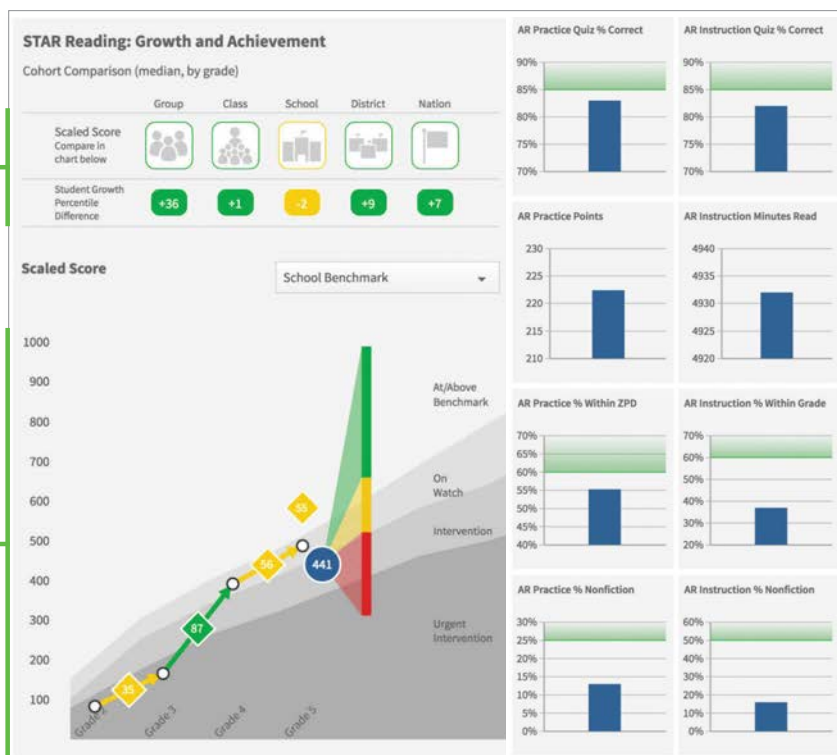 STAR Reading: Growth and Achievement
Cohort Comparison (median, by grade)
Group Class School District Nation
Scaled Score
Compare in
chart below
Student Growth
Percentile
Difference
+36 +1 -2 +9 +7
Scaled Score
School Benchmark
1000
900
800
700
600
500
400
300
200
100
At/Above
Benchmark
On
Watch
Intervention
Urgent
Intervention
55
56
441
87
35
Grade 2
Grade 3
Grade 4
Grade 5
AR Practice Quiz % Correct
90%
85%
80%
75%
70%
AR Instruction Quiz % Correct
90%
85%
80%
75%
70%
AR Practice Points
230
225
220
215
210
AR Instruction Minutes Read
4940
4935
4930
4925
4920
AR Practice % Within ZPD
70%
65%
60%
55%
50%
45%
40%
AR Instruction % Within Grade
70%
60%
50%
40%
30%
20%
AR Practice % Nonfiction
30%
25%
20%
15%
10%
5%
0%
AR Instruction % Nonfiction
60%
50%
40%
30%
20%
10%
0%